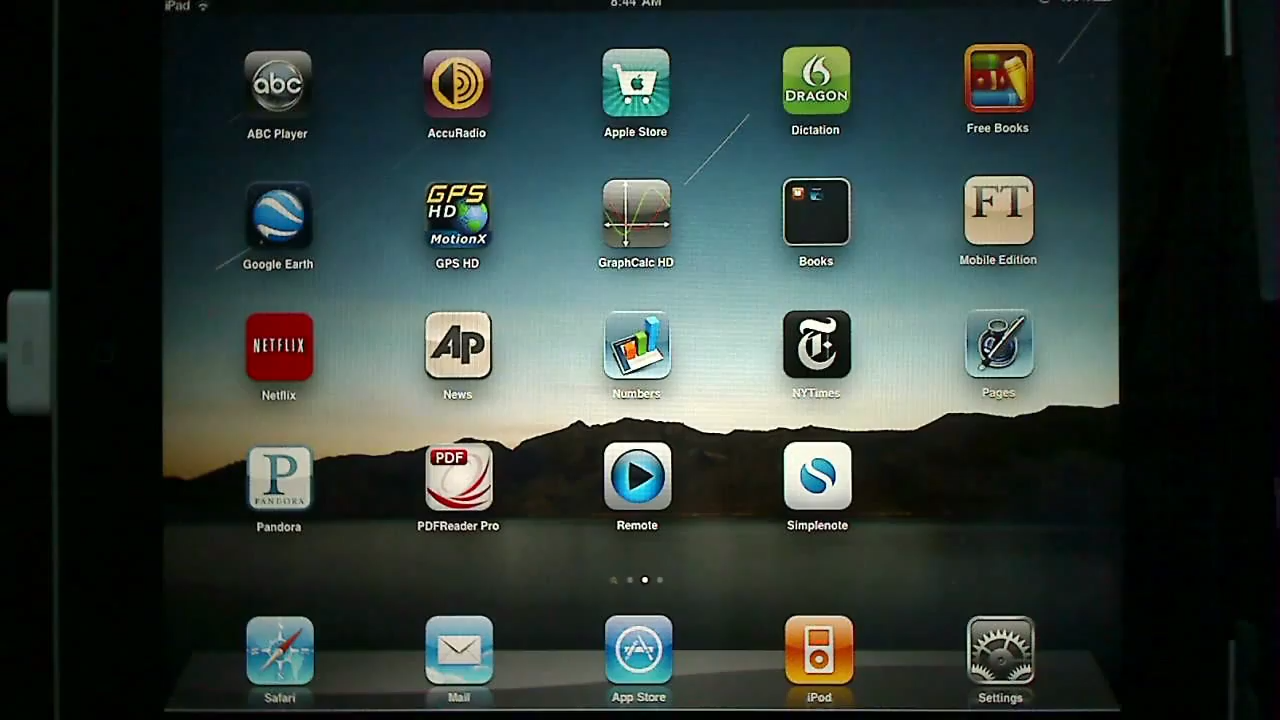 iPad
8:44 AM
abc
DRAGON
ABC Player
AccuRadio
Apple Store
Dictation
Free Books
GPS
HD
MotionX
FT
Google Earth
GPS HD
GraphCalc HD
Books
Mobile Edition
NETFLIX
AP
T
Netflix
News
Numbers
NYTimes
Pages
P
PANDORA
PDF
Pandora
PDFReader Pro
Remote
Simplenote
Safari
Mail
App Store
iPod
Settings